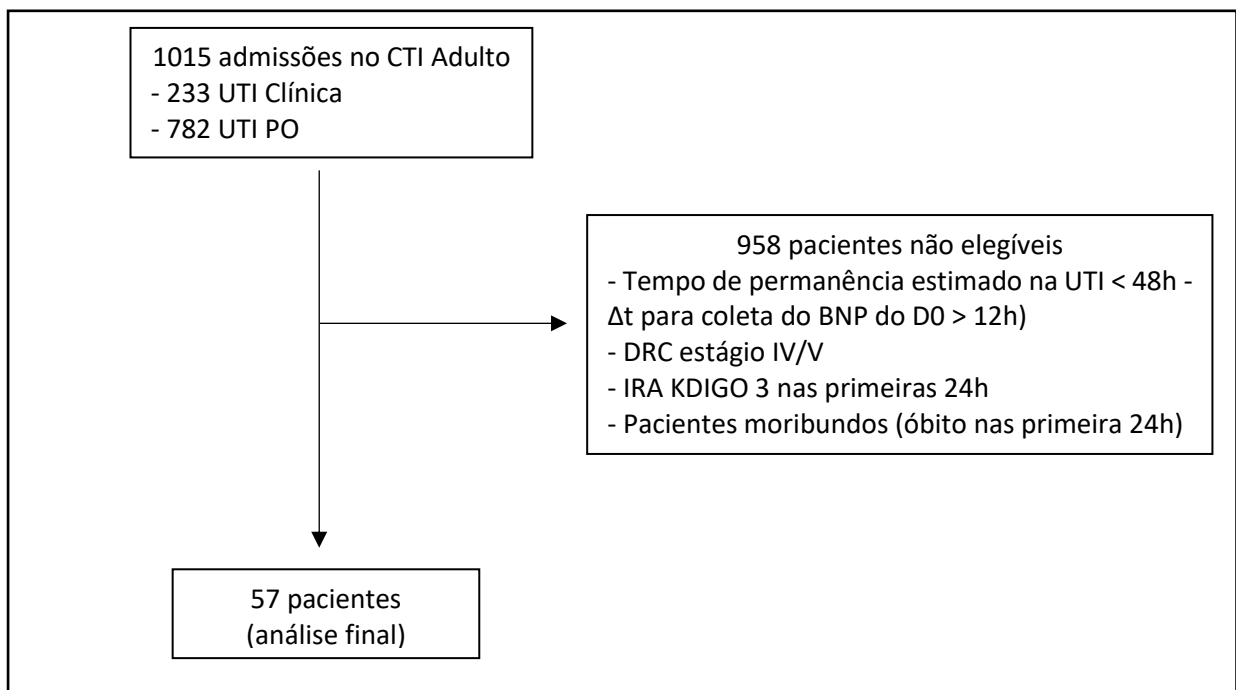 1015 admissões no CTI Adulto
- 233 UTI Clínica
- 782 UTI PO
958 pacientes não elegíveis
- Tempo de permanência estimado na UTI < 48h -
Δt para coleta do BNP do D0 > 12h)
- DRC estágio IV/V
- IRA KDIGO 3 nas primeiras 24h
- Pacientes moribundos (óbito nas primeira 24h)
57 pacientes
(análise final)